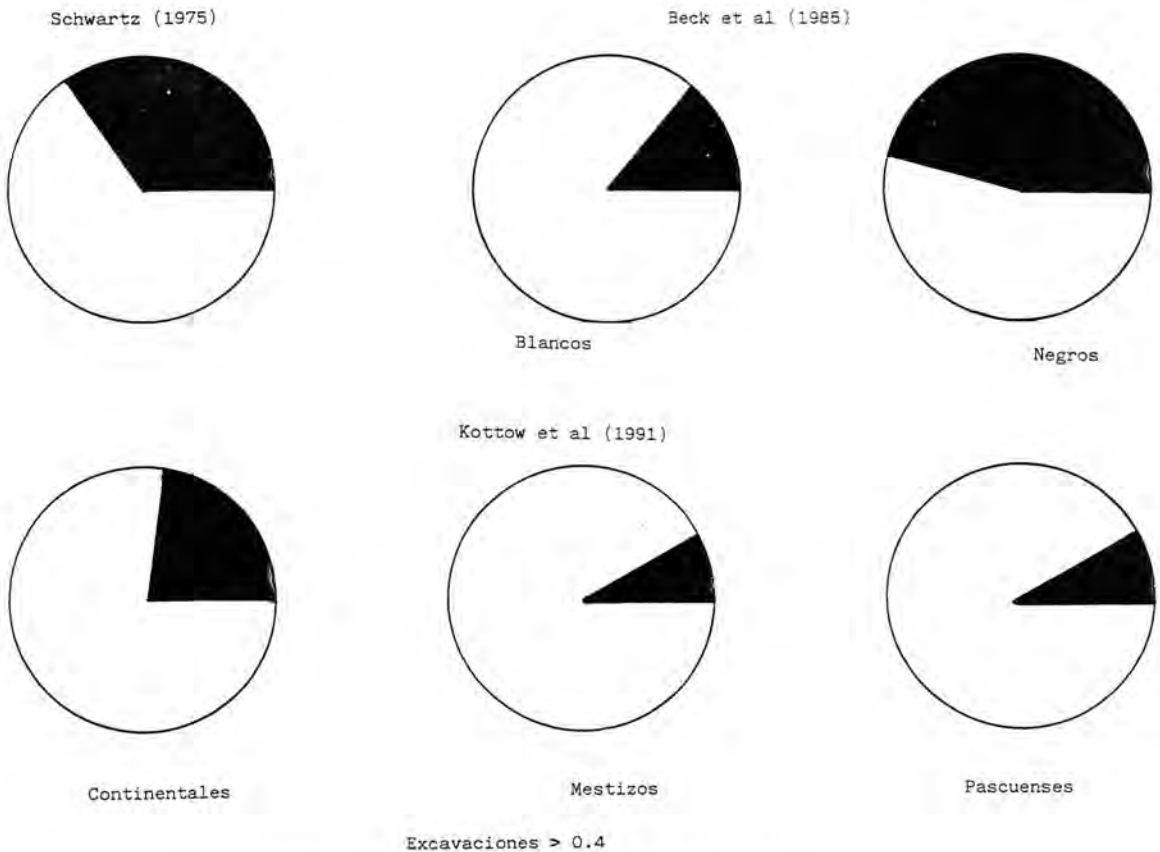 Schwartz (1975)
Beck et al (1985)
Blancos
Negros
Kottow et al (1991)
Continentales
Mestizos
Pascuenses
Excavaciones > 0.4